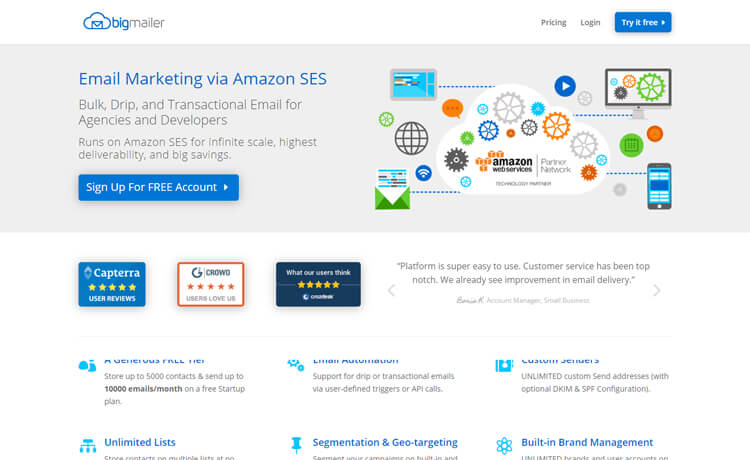 bigmailer
Pricing
Login
Try it free
Email Marketing via Amazon SES
Bulk, Drip, and Transactional Email for
Agencies and Developers
Runs on Amazon SES for infinite scale, highest
deliverability, and big savings.
Sign Up For FREE Account
amazon
web services
Partner
Network
TECHNOLOGY PARTNER
Capterra
USER REVIEWS
G2 CROWD
USERS LOVE US
What our users think
crozdesk
“Platform is super easy to use. Customer service has been top
notch. We already see improvement in email delivery.”
Account Manager, Small Business
A Generous FREE Tier
Store up to 5000 contacts & send up to
10000 emails/month on a free Startup
plan.
Email Automation
Support for drip or transactional emails
via user-defined triggers or API calls.
Custom Senders
UNLIMITED custom Send addresses (with
optional DKIM & SPF Configuration).
Unlimited Lists
Store contacts on multiple lists at no
Segmentation & Geo-targeting
Segment your campaigns on built-in and
Built-in Brand Management
UNLIMITED brands and user accounts on